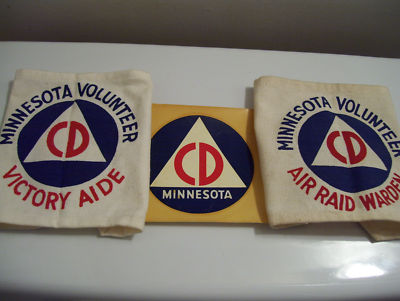 MINNESOTA VOLUNTEER
CD
VICTORY AIDE
CD
MINNESOTA
MINNESOTA VOLUNTEER
CD
AIR RAID WARDEN